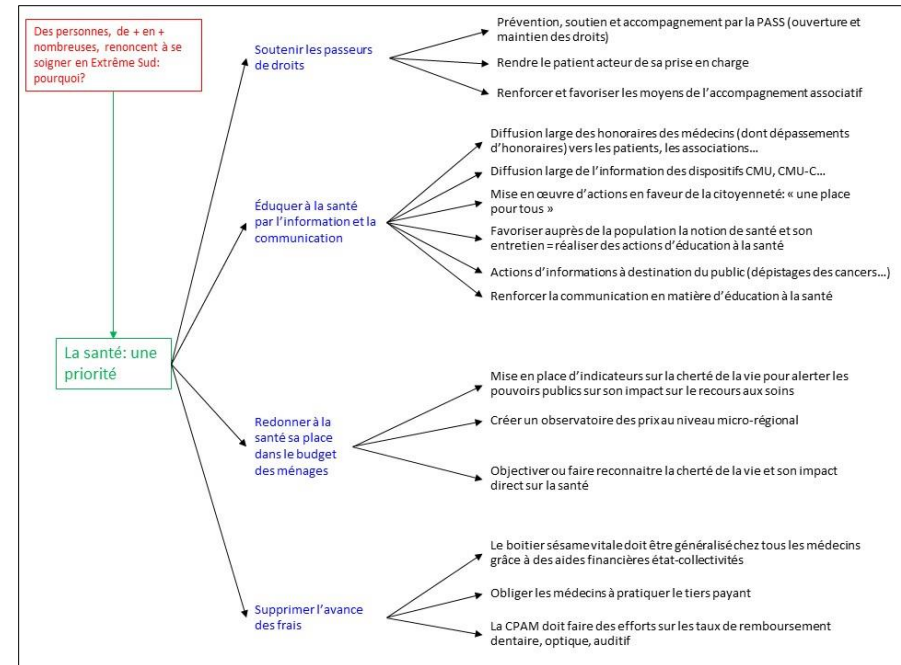 Des personnes, de + en +
nombreuses, renoncent à se
soigner en Extrême Sud:
pourquoi?
La santé: une
priorité
Soutenir les passeurs
de droits
Prévention, soutien et accompagnement par la PASS (ouverture et
maintien des droits)
Rendre le patient acteur de sa prise en charge
Renforcer et favoriser les moyens de l'accompagnement associatif
Éduquer à la santé
par l'information et la
communication
Diffusion large des honoraires des médecins (dont dépassements
d'honoraires) vers les patients, les associations...
Diffusion large de l'information des dispositifs CMU, CMU-C...
Mise en œuvre d'actions en faveur de la citoyenneté: « une place
pour tous »
Favoriser auprès de la population la notion de santé et son
entretien = réaliser des actions d'éducation à la santé
Actions d'informations à destination du public (dépistages des cancers...)
Renforcer la communication en matière d'éducation à la santé
Redonner à la
santé sa place
dans le budget
des ménages
Mise en place d'indicateurs sur la cherté de la vie pour alerter les
pouvoirs publics sur son impact sur le recours aux soins
Créer un observatoire des prix au niveau micro-régional
Objectiver ou faire reconnaitre la cherté de la vie et son impact
direct sur la santé
Supprimer l'avance
des frais
Le boitier sésame vitale doit être généralisé chez tous les médecins
grâce à des aides financières état-collectivités
Obliger les médecins à pratiquer le tiers payant
La CPAM doit faire des efforts sur les taux de remboursement
dentaire, optique, auditif